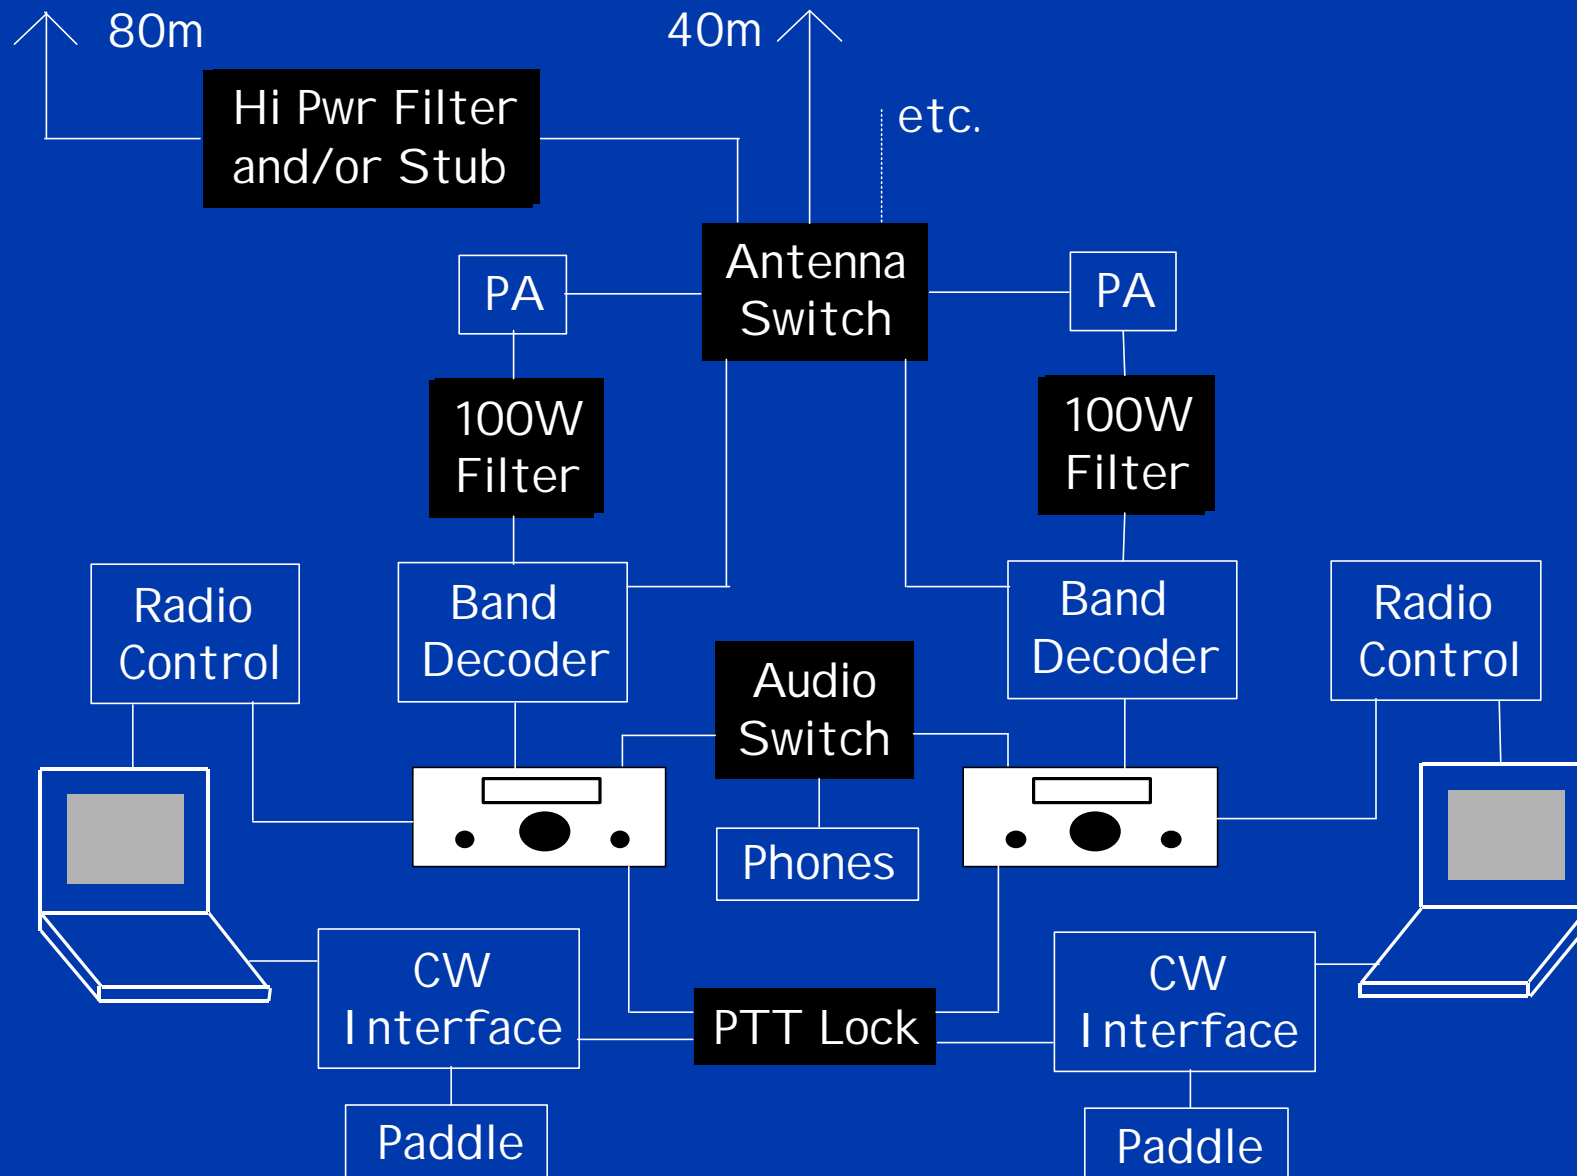 80m
40m
Hi Pwr Filter
and/or Stub
etc.
Antenna
Switch
PA
PA
100W
Filter
100W
Filter
Radio
Control
Band
Decoder
Band
Decoder
Radio
Control
Audio
Switch
Phones
CW
Interface
PTT Lock
CW
Interface
Paddle
Paddle